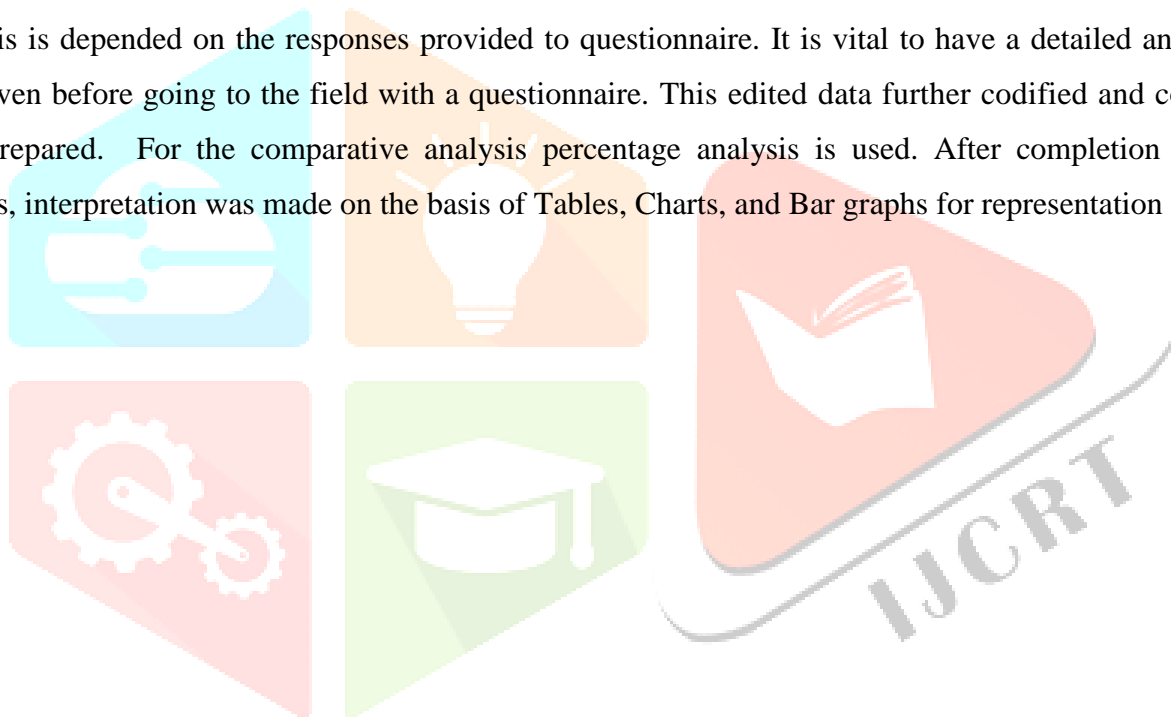 is is depended on the responses provided to questionnaire. It is vital to have a detailed an
ven before going to the field with a questionnaire. This edited data further codified and c
repared. For the comparative analysis percentage analysis is used. After completion
s, interpretation was made on the basis of Tables, Charts, and Bar graphs for representation
IJCRT